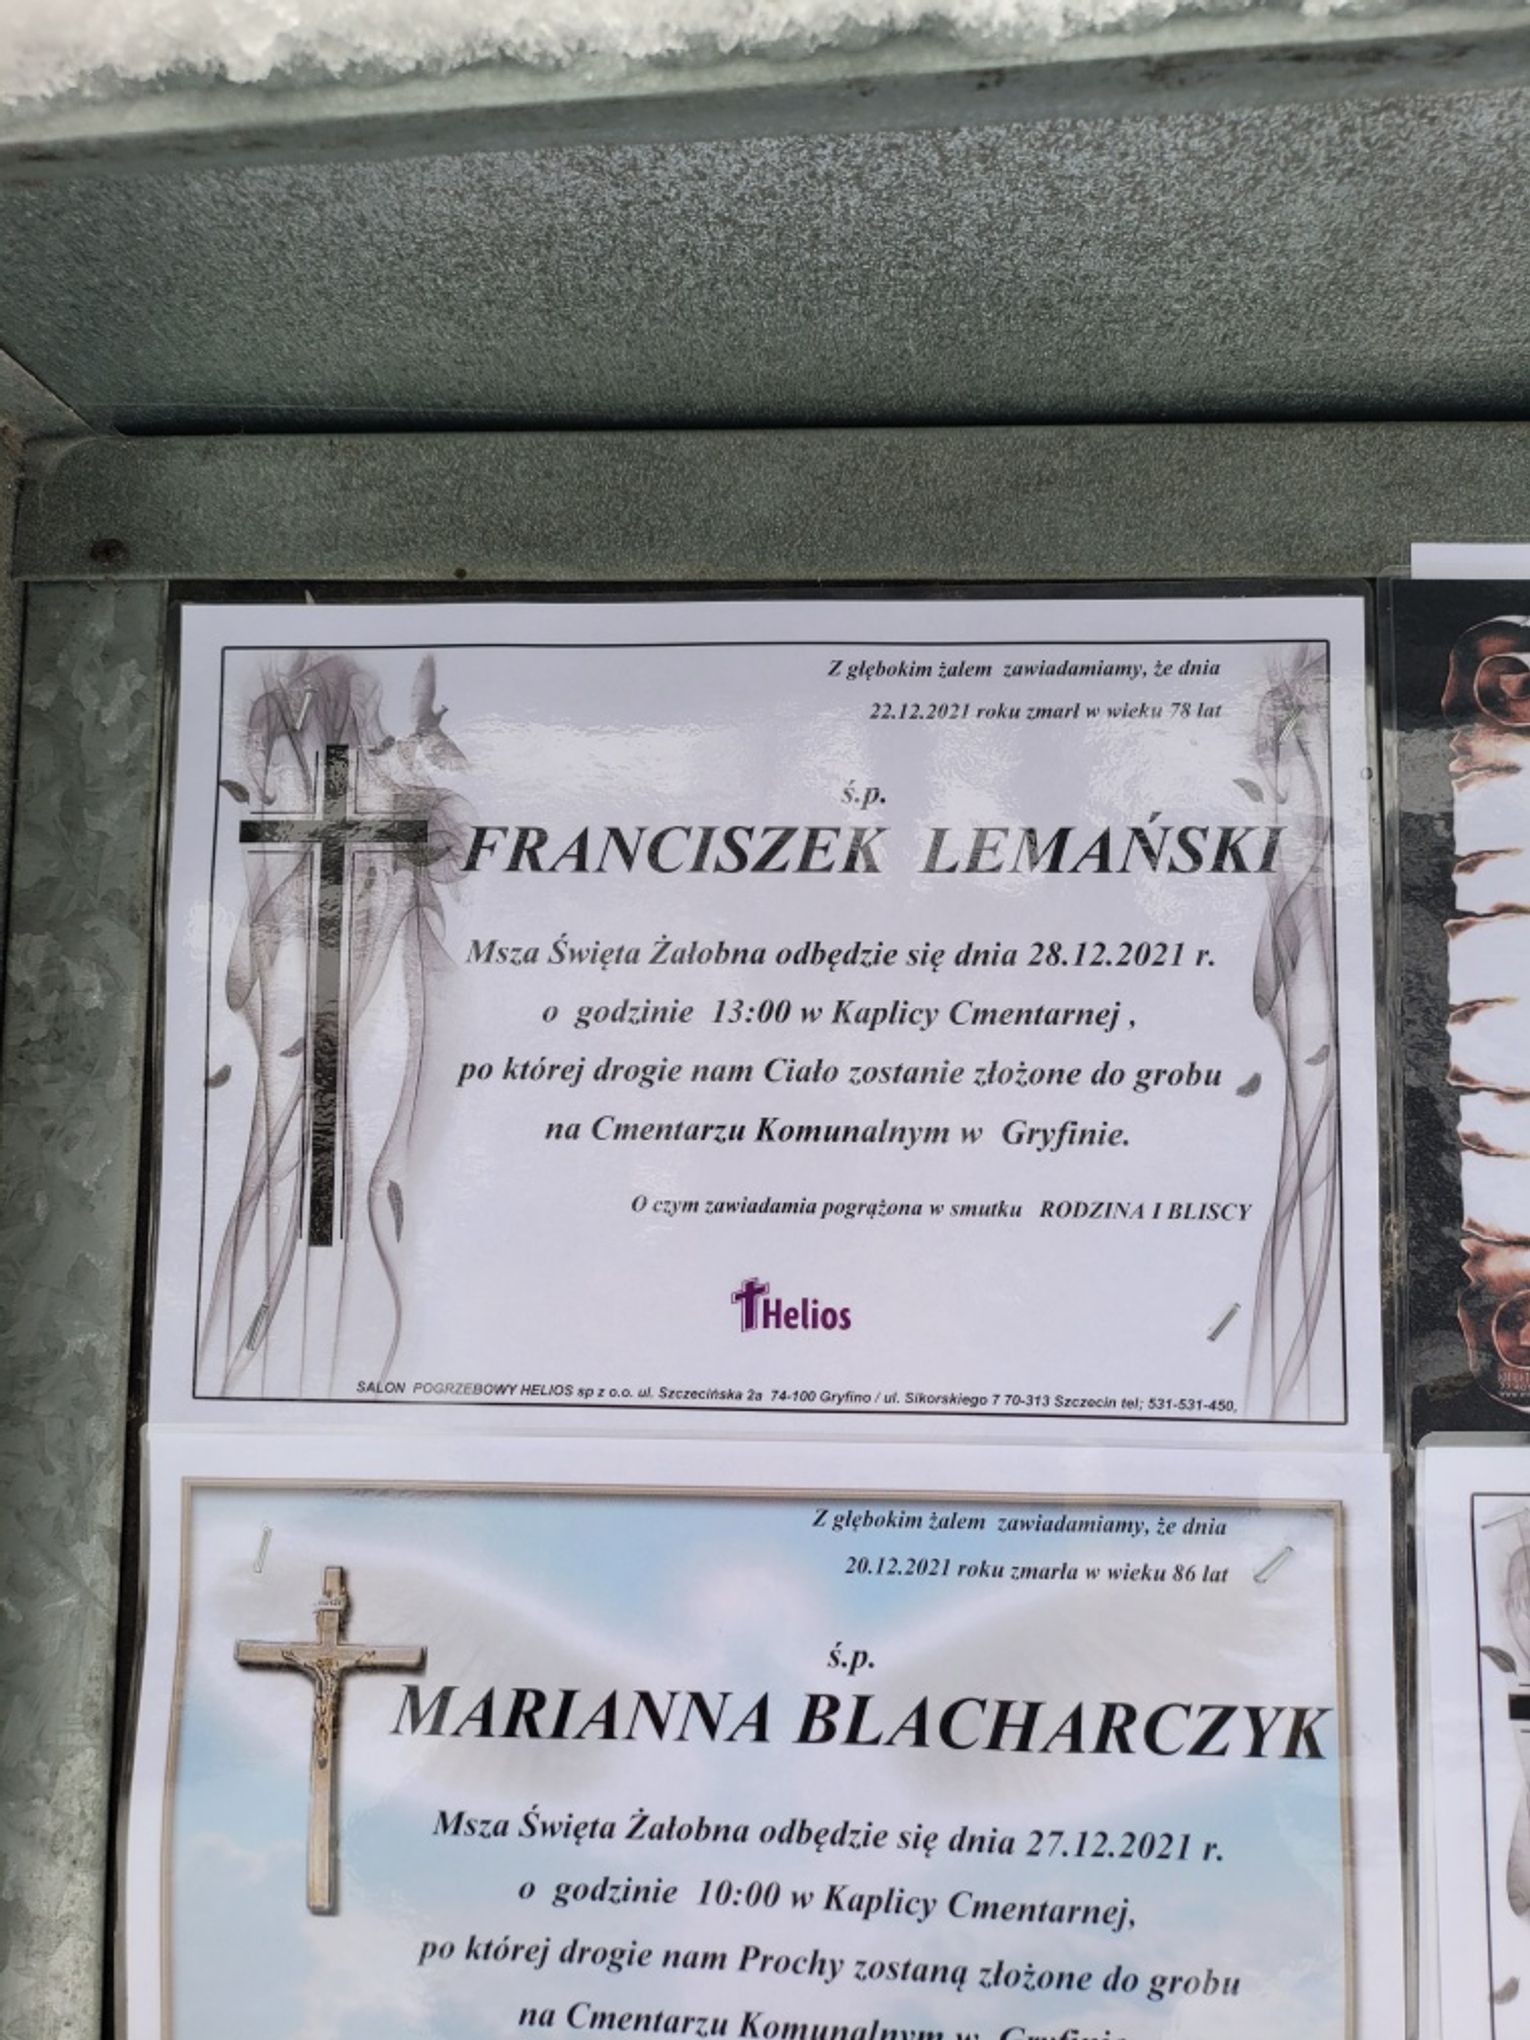 Z głębokim żalem zawiadamiamy, że dnia
22.12.2021 roku zmarł w wieku 78 lat
ś.p.
FRANCISZEK LEMAŃSKI
Msza Święta Żałobna odbędzie się dnia 28.12.2021 r.
o godzinie 13:00 w Kaplicy Cmentarnej ,
po której drogie nam Ciało zostanie złożone do grobu
na Cmentarzu Komunalnym w Gryfinie.
O czym zawiadamia pogrążona w smutku RODZINA I BLISCY
Helios
SALON POGRZEBOWY HELIOS sp z o.o. ul. Szczecińska 2a 74-100 Gryfino / ul. Sikorskiego 7 70-313 Szczecin tel; 531-531-450,
Z głębokim żalem zawiadamiamy, że dnia
20.12.2021 roku zmarła w wieku 86 lat
ś.p.
MARIANNA BLACHARCZYK
Msza Święta Żałobna odbędzie się dnia 27.12.2021 r.
o godzinie 10:00 w Kaplicy Cmentarnej,
po której drogie nam Prochy zostaną złożone do grobu
na Cmentarzu Komunalnym w Gryfinie